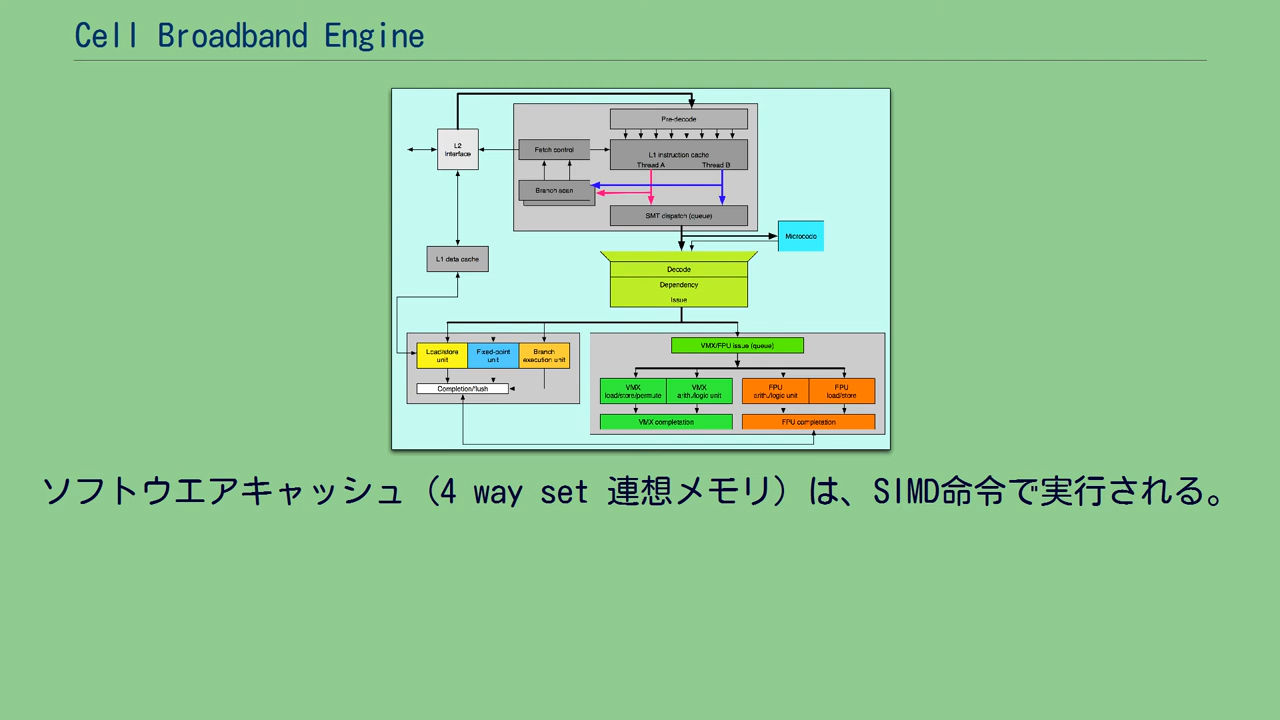 Cell Broadband Engine
Pre-decode
L2
interface
Fetch control
L1 instruction cache
Thread A
Thread B
Branch scan
SMT dispatch (queue)
Microcode
L1 data cache
Decode
Dependency
Issue
Load/store
unit
Fixed-point
unit
Branch
execution unit
Completion/flush
VMX/FPU issue (queue)
VMX
load/store/permute
VMX
arith./logic unit
FPU
arith./logic unit
FPU
load/store
VMX completion
FPU completion
ソフトウエアキャッシュ（4 way set 連想メモリ）は、SIMD命令で実行される。